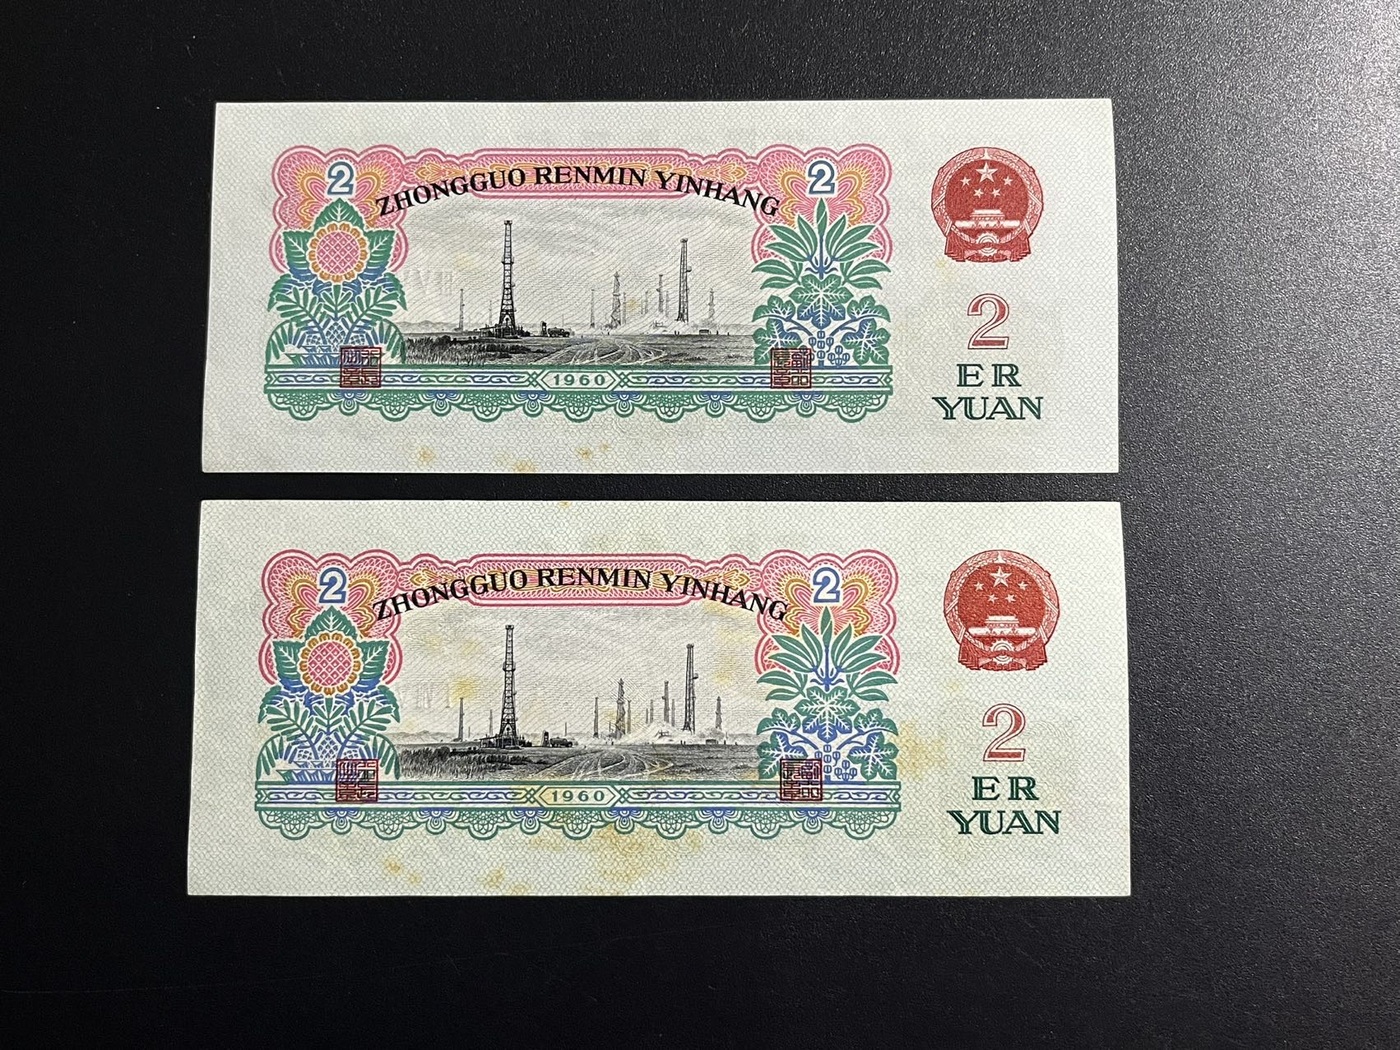 2 ZHONGGUO RENMIN YINHANG 2
1960
2
ER
YUAN
2 ZHONGGUO RENMIN YINHANG 2
1960
2
ER
YUAN